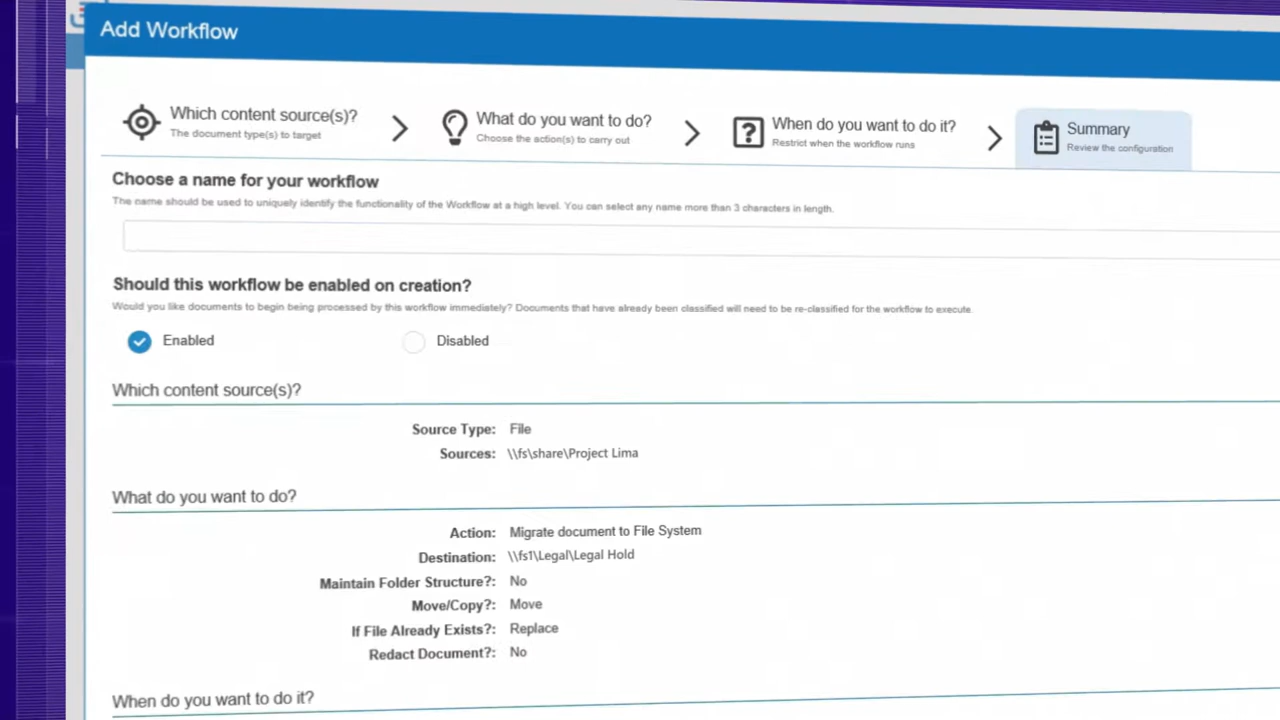 Add Workflow
Which content source(s)?
The document type(s) to target
What do you want to do?
Choose the action(s) to carry out
When do you want to do it?
Restrict when the workflow runs
Summary
Review the configuration
Choose a name for your workflow
The name should be used to uniquely identify the functionality of the Workflow at a high level. You can select any name more than 3 characters in length.
Should this workflow be enabled on creation?
Would you like documents to begin being processed by this workflow immediately? Documents that have already been classified will need to be re-classified for the workflow to execute.
Enabled
Disabled
Which content source(s)?
Source Type: File
Sources: \\fs\share\Project Lima
What do you want to do?
Action: Migrate document to File System
Destination: \\fs1\Legal\Legal Hold
Maintain Folder Structure?: No
Move/Copy?: Move
If File Already Exists?: Replace
Redact Document?: No
When do you want to do it?